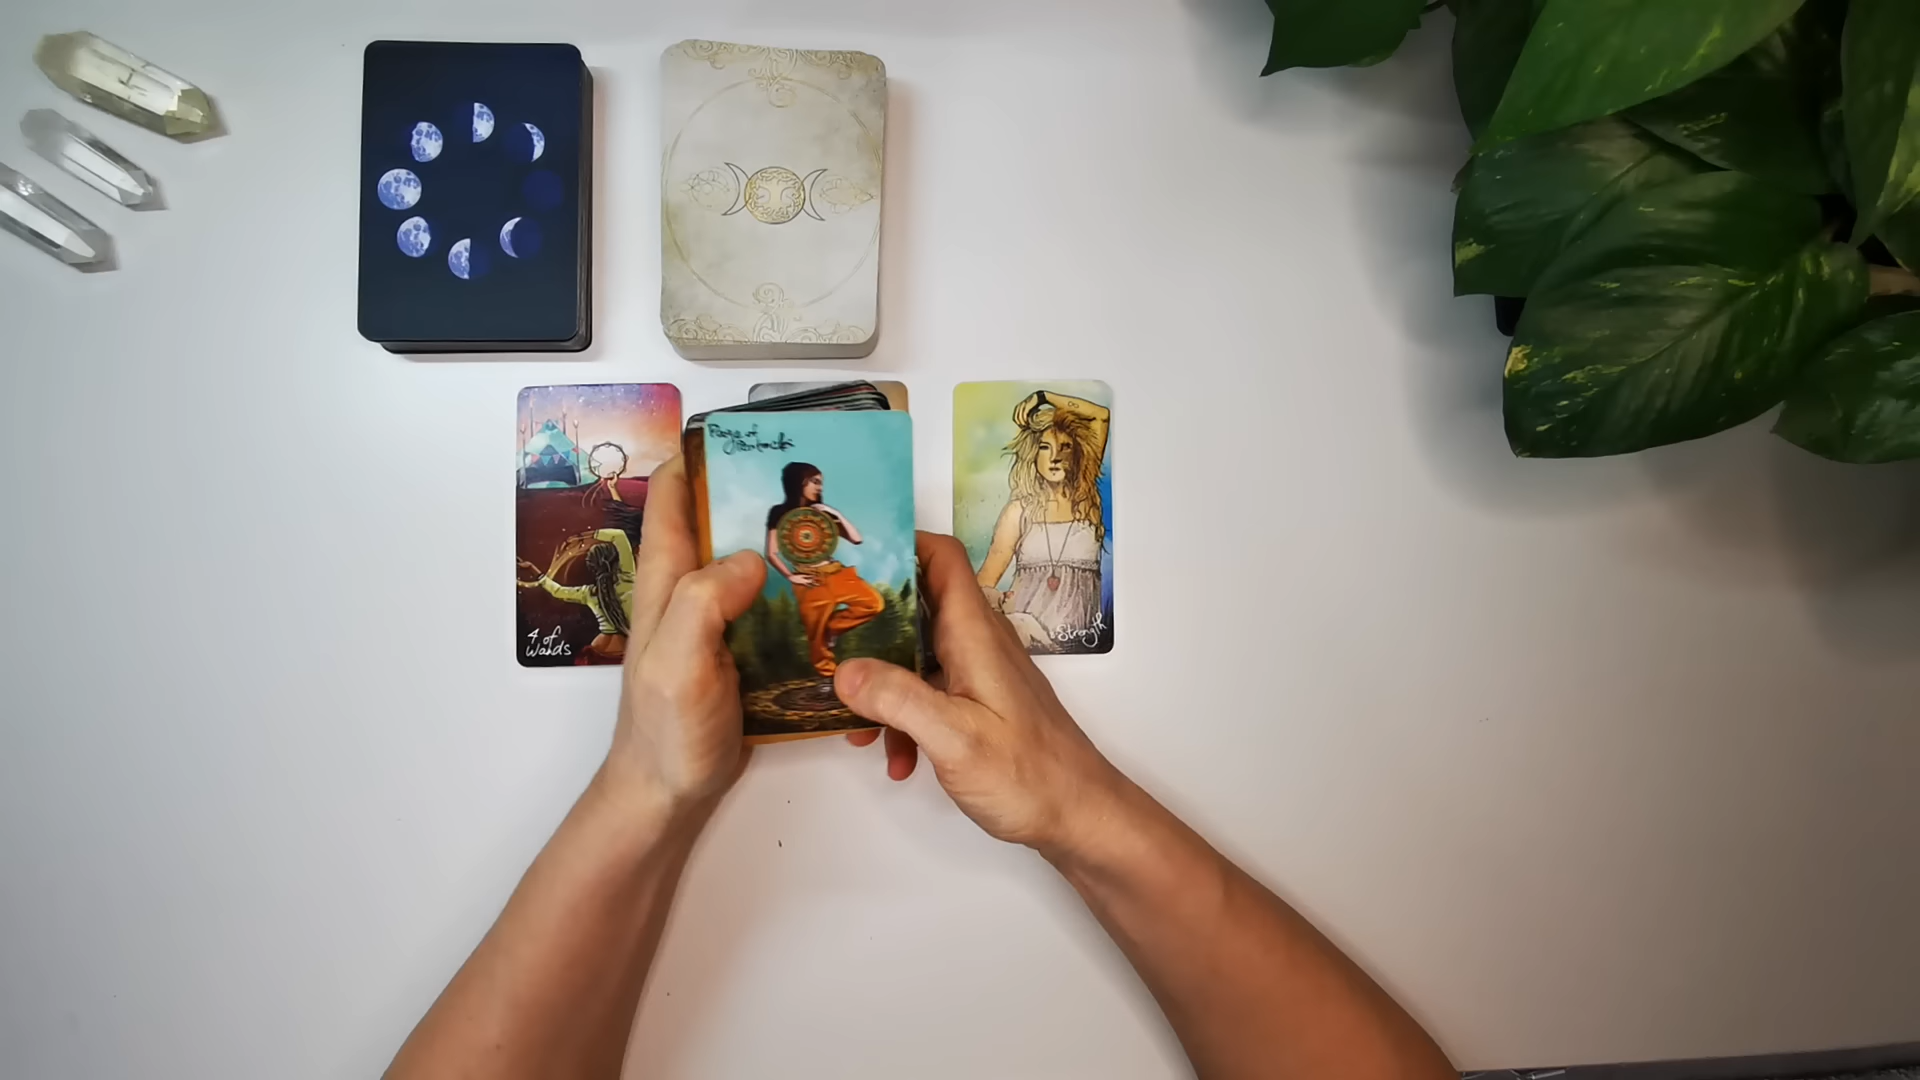 Page of
Pentacles
4 of
Wands
Strength